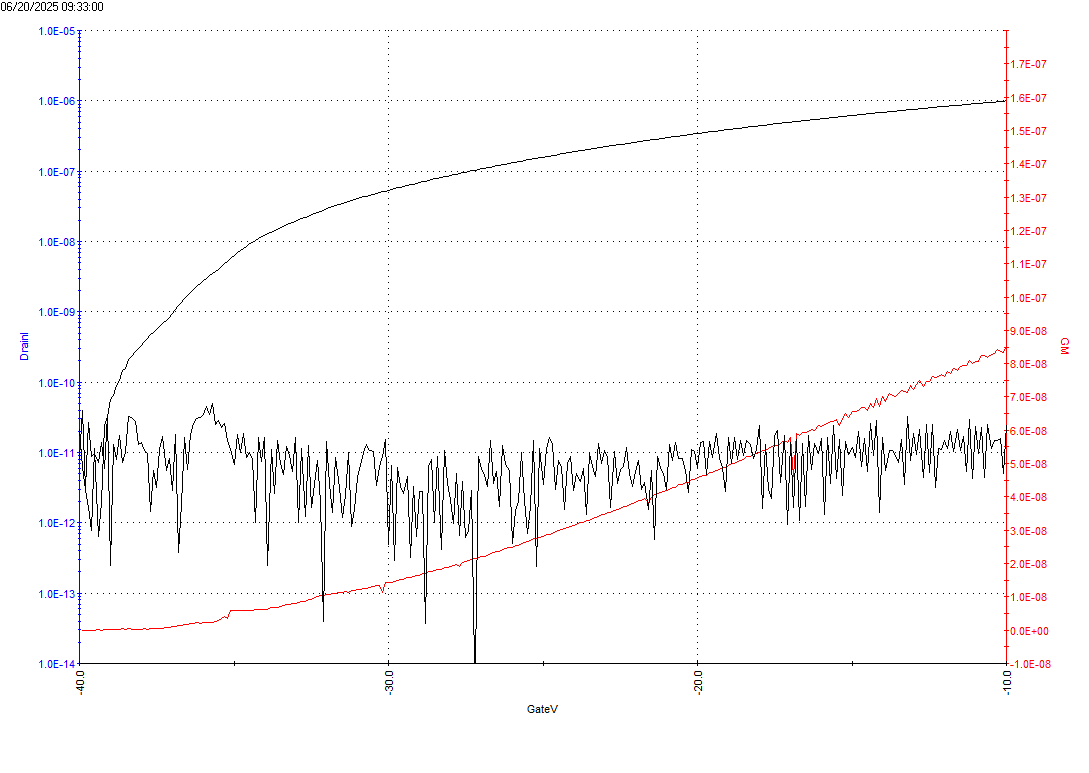 06/20/2025 09:33:00
1.0E-05
1.0E-06
1.0E-07
1.0E-08
1.0E-09
1.0E-10
1.0E-11
1.0E-12
1.0E-13
1.0E-14
DrainI
1.7E-07
1.6E-07
1.5E-07
1.4E-07
1.3E-07
1.2E-07
1.1E-07
1.0E-07
9.0E-08
8.0E-08
7.0E-08
6.0E-08
5.0E-08
4.0E-08
3.0E-08
2.0E-08
1.0E-08
0.0E+00
-1.0E-08
GM
-40.0
-30.0
-20.0
-10.0
GateV